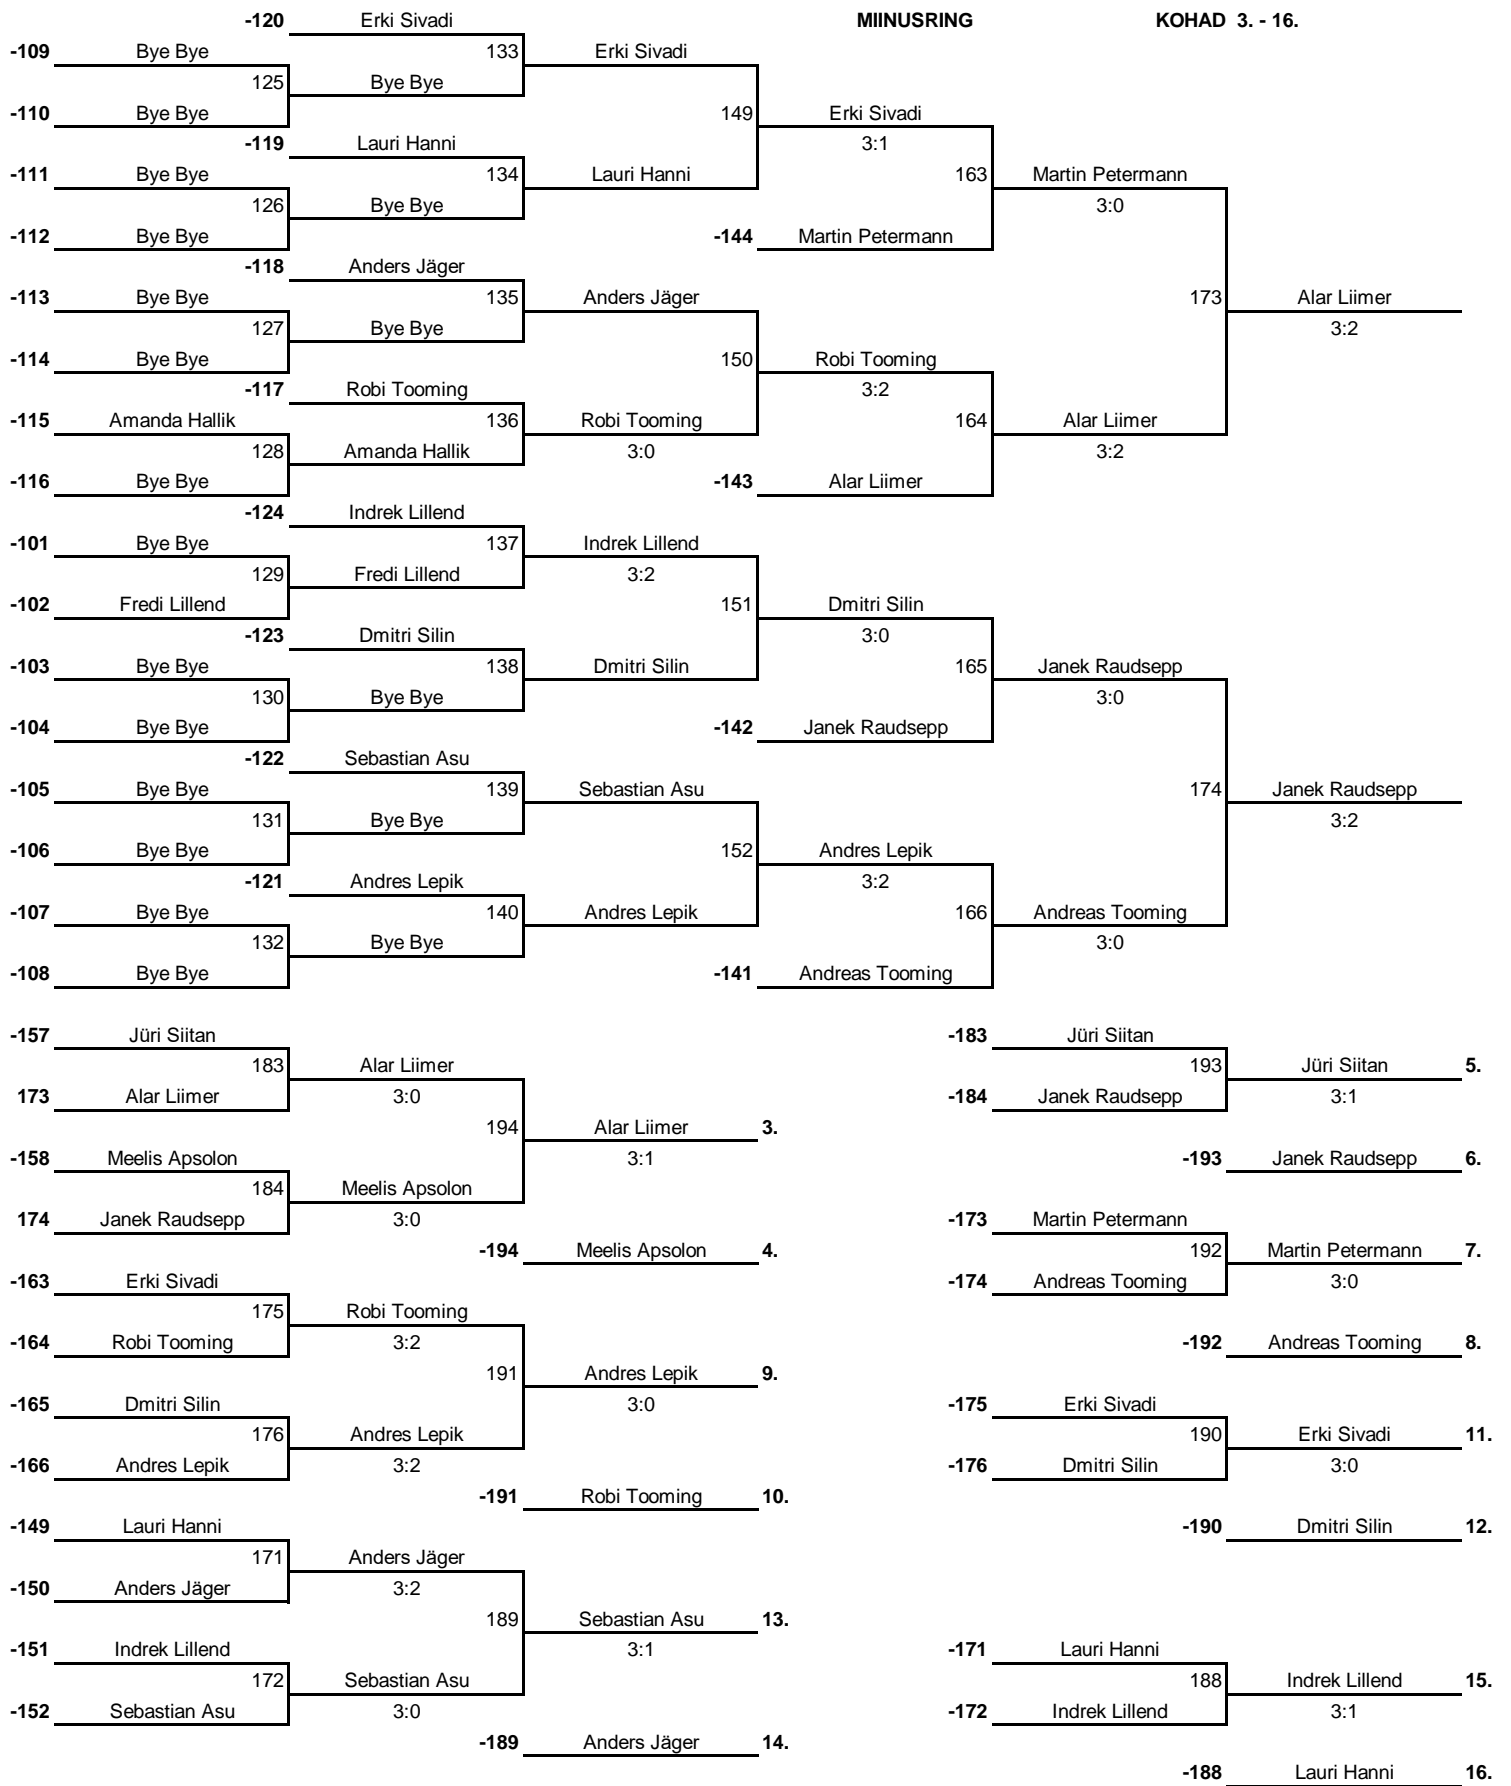 -120 Erki Sivadi MIINUSRING KOHAD 3. - 16.
-109 Bye Bye 133 Erki Sivadi
125 Bye Bye
-110 Bye Bye 149 Erki Sivadi
-119 Lauri Hanni 3:1
-111 Bye Bye 134 Lauri Hanni 163 Martin Petermann
126 Bye Bye 3:0
-112 Bye Bye -144 Martin Petermann
-118 Anders Jäger
-113 Bye Bye 135 Anders Jäger 173 Alar Liimer
127 Bye Bye 3:2
-114 Bye Bye 150 Robi Tooming
-117 Robi Tooming 3:2
-115 Amanda Hallik 136 Robi Tooming 164 Alar Liimer
128 Amanda Hallik 3:0 3:2
-116 Bye Bye -143 Alar Liimer
-124 Indrek Lillend
-101 Bye Bye 137 Indrek Lillend
129 Fredi Lillend 3:2
-102 Fredi Lillend 151 Dmitri Silin
-123 Dmitri Silin 3:0
-103 Bye Bye 138 Dmitri Silin 165 Janek Raudsepp
130 Bye Bye 3:0
-104 Bye Bye -142 Janek Raudsepp
-122 Sebastian Asu
-105 Bye Bye 139 Sebastian Asu 174 Janek Raudsepp
131 Bye Bye 3:2
-106 Bye Bye 152 Andres Lepik
-121 Andres Lepik 3:2
-107 Bye Bye 140 Andres Lepik 166 Andreas Tooming
132 Bye Bye 3:0
-108 Bye Bye -141 Andreas Tooming
-157 Jüri Siitan -183 Jüri Siitan
183 Alar Liimer 193 Jüri Siitan 5.
173 Alar Liimer 3:0 -184 Janek Raudsepp 3:1
194 Alar Liimer 3.
-158 Meelis Apsolon 3:1 -193 Janek Raudsepp 6.
184 Meelis Apsolon
174 Janek Raudsepp 3:0 -173 Martin Petermann
-194 Meelis Apsolon 4. 192 Martin Petermann 7.
-163 Erki Sivadi -174 Andreas Tooming 3:0
175 Robi Tooming
-164 Robi Tooming 3:2 -192 Andreas Tooming 8.
191 Andres Lepik 9.
-165 Dmitri Silin 3:0 -175 Erki Sivadi
176 Andres Lepik 190 Erki Sivadi 11.
-166 Andres Lepik 3:2 -176 Dmitri Silin 3:0
-191 Robi Tooming 10.
-149 Lauri Hanni -190 Dmitri Silin 12.
171 Anders Jäger
-150 Anders Jäger 3:2
189 Sebastian Asu 13.
-151 Indrek Lillend 3:1 -171 Lauri Hanni
172 Sebastian Asu 188 Indrek Lillend 15.
-152 Sebastian Asu 3:0 -172 Indrek Lillend 3:1
-189 Anders Jäger 14.
-188 Lauri Hanni 16.